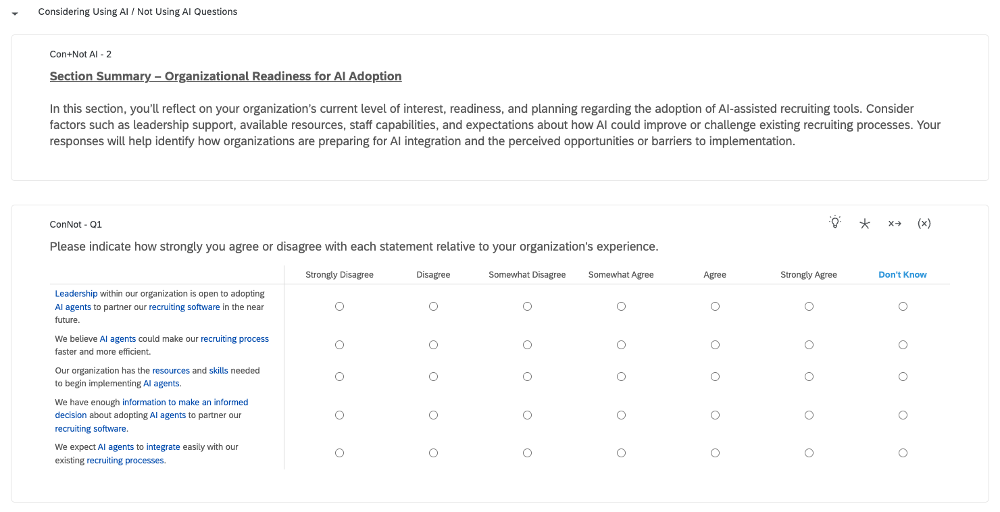 Considering Using AI / Not Using AI Questions
Con+Not AI - 2
Section Summary – Organizational Readiness for AI Adoption
In this section, you’ll reflect on your organization’s current level of interest, readiness, and planning regarding the adoption of AI-assisted recruiting tools. Consider
factors such as leadership support, available resources, staff capabilities, and expectations about how AI could improve or challenge existing recruiting processes. Your
responses will help identify how organizations are preparing for AI integration and the perceived opportunities or barriers to implementation.
ConNot - Q1
Please indicate how strongly you agree or disagree with each statement relative to your organization's experience.
Strongly Disagree Disagree Somewhat Disagree Somewhat Agree Agree Strongly Agree Don't Know
Leadership within our organization is open to adopting
AI agents to partner our recruiting software in the near
future.
We believe AI agents could make our recruiting process
faster and more efficient.
Our organization has the resources and skills needed
to begin implementing AI agents.
We have enough information to make an informed
decision about adopting AI agents to partner our
recruiting software.
We expect AI agents to integrate easily with our
existing recruiting processes.